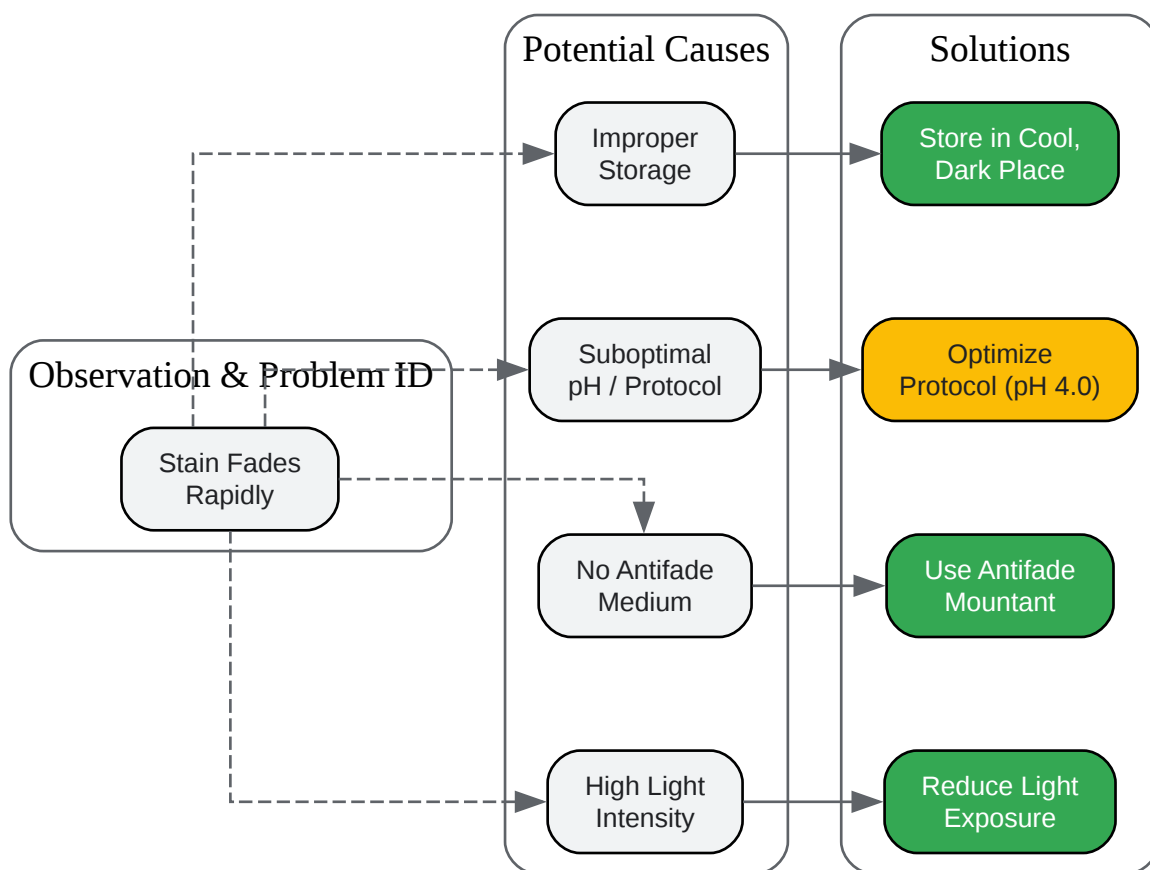 Potential Causes
Solutions
Improper
Storage
Store in Cool,
Dark Place
Observation & Problem ID
Suboptimal
pH / Protocol
Optimize
Protocol (pH 4.0)
Stain Fades
Rapidly
No Antifade
Medium
Use Antifade
Mountant
High Light
Intensity
Reduce Light
Exposure